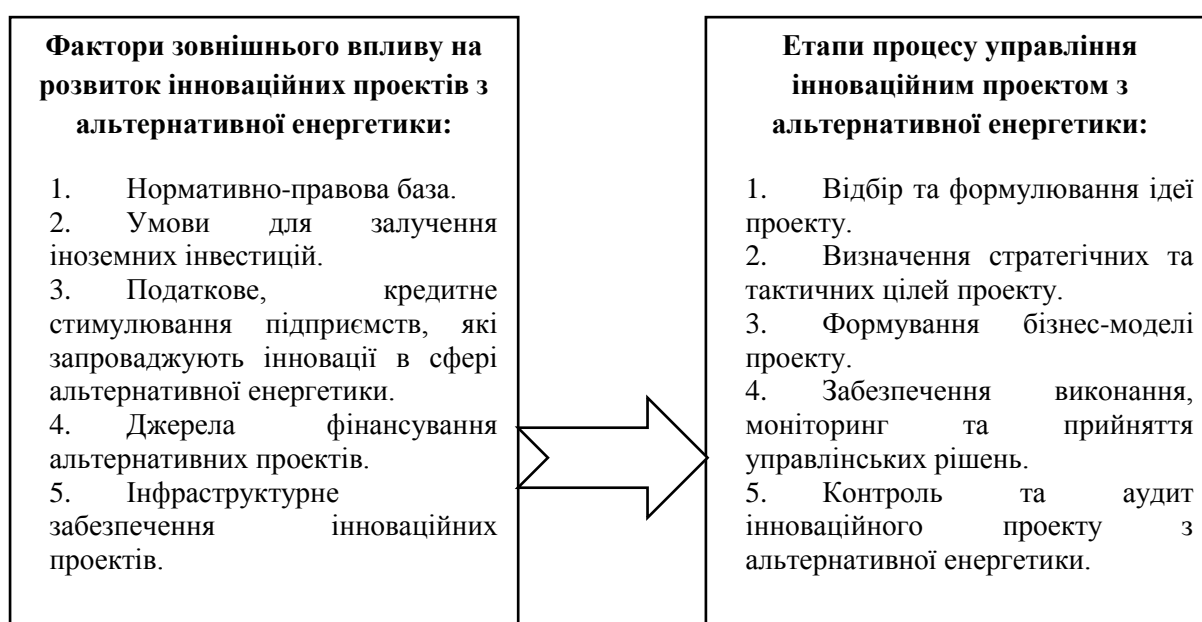 Фактори зовнішнього впливу на
розвиток інноваційних проектів з
альтернативної енергетики:
1. Нормативно-правова база.
2. Умови для залучення
іноземних інвестицій.
3. Податкове, кредитне
стимулювання підприємств, які
запроваджують інновації в сфері
альтернативної енергетики.
4. Джерела фінансування
альтернативних проектів.
5. Інфраструктурне
забезпечення інноваційних
проектів.
Етапи процесу управління
інноваційним проектом з
альтернативної енергетики:
1. Відбір та формулювання ідеї
проекту.
2. Визначення стратегічних та
тактичних цілей проекту.
3. Формування бізнес-моделі
проекту.
4. Забезпечення виконання,
моніторинг та прийняття
управлінських рішень.
5. Контроль та аудит
інноваційного проекту з
альтернативної енергетики.